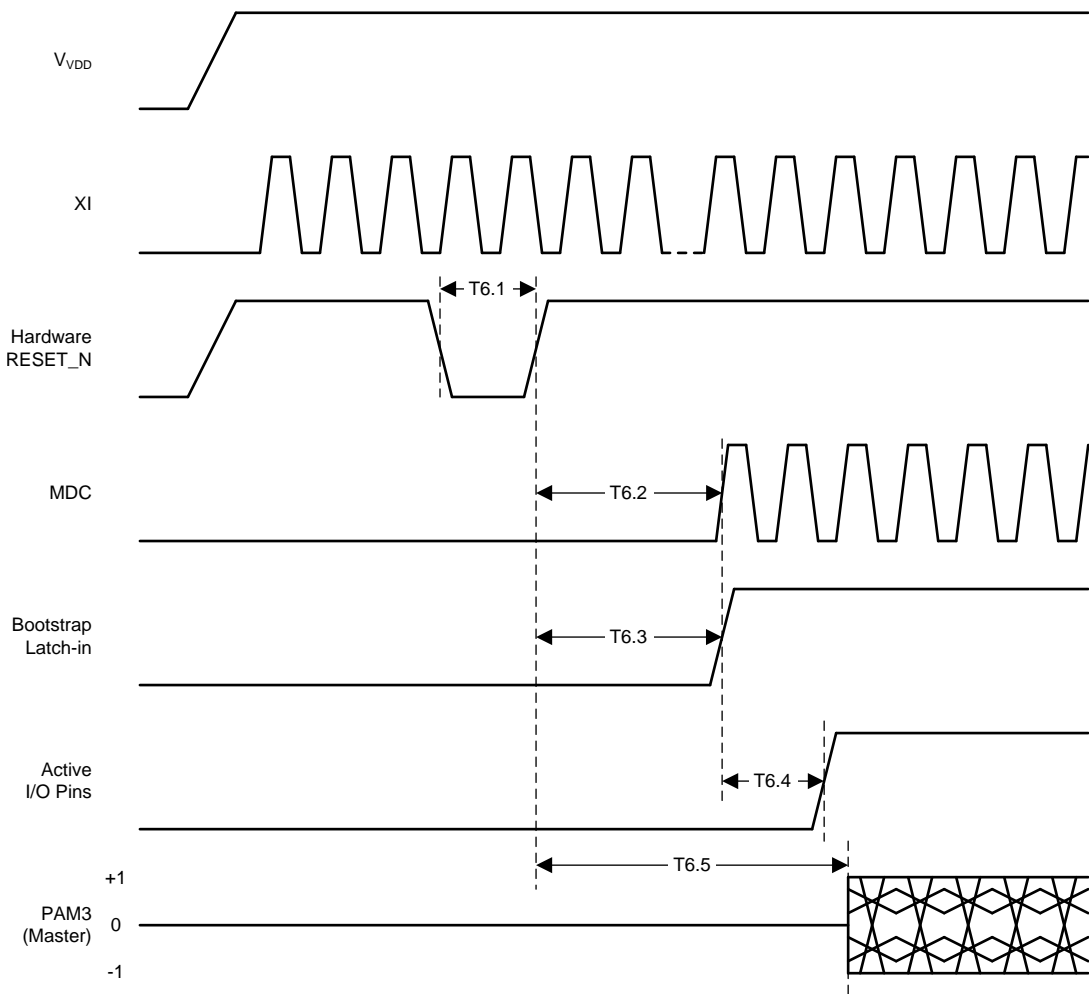 VVDD
XI
T6.1
Hardware
RESET_N
T6.2
MDC
Bootstrap
Latch-in
T6.3
Active
I/O Pins
T6.4
T6.5
+1
PAM3
(Master)
0
-1